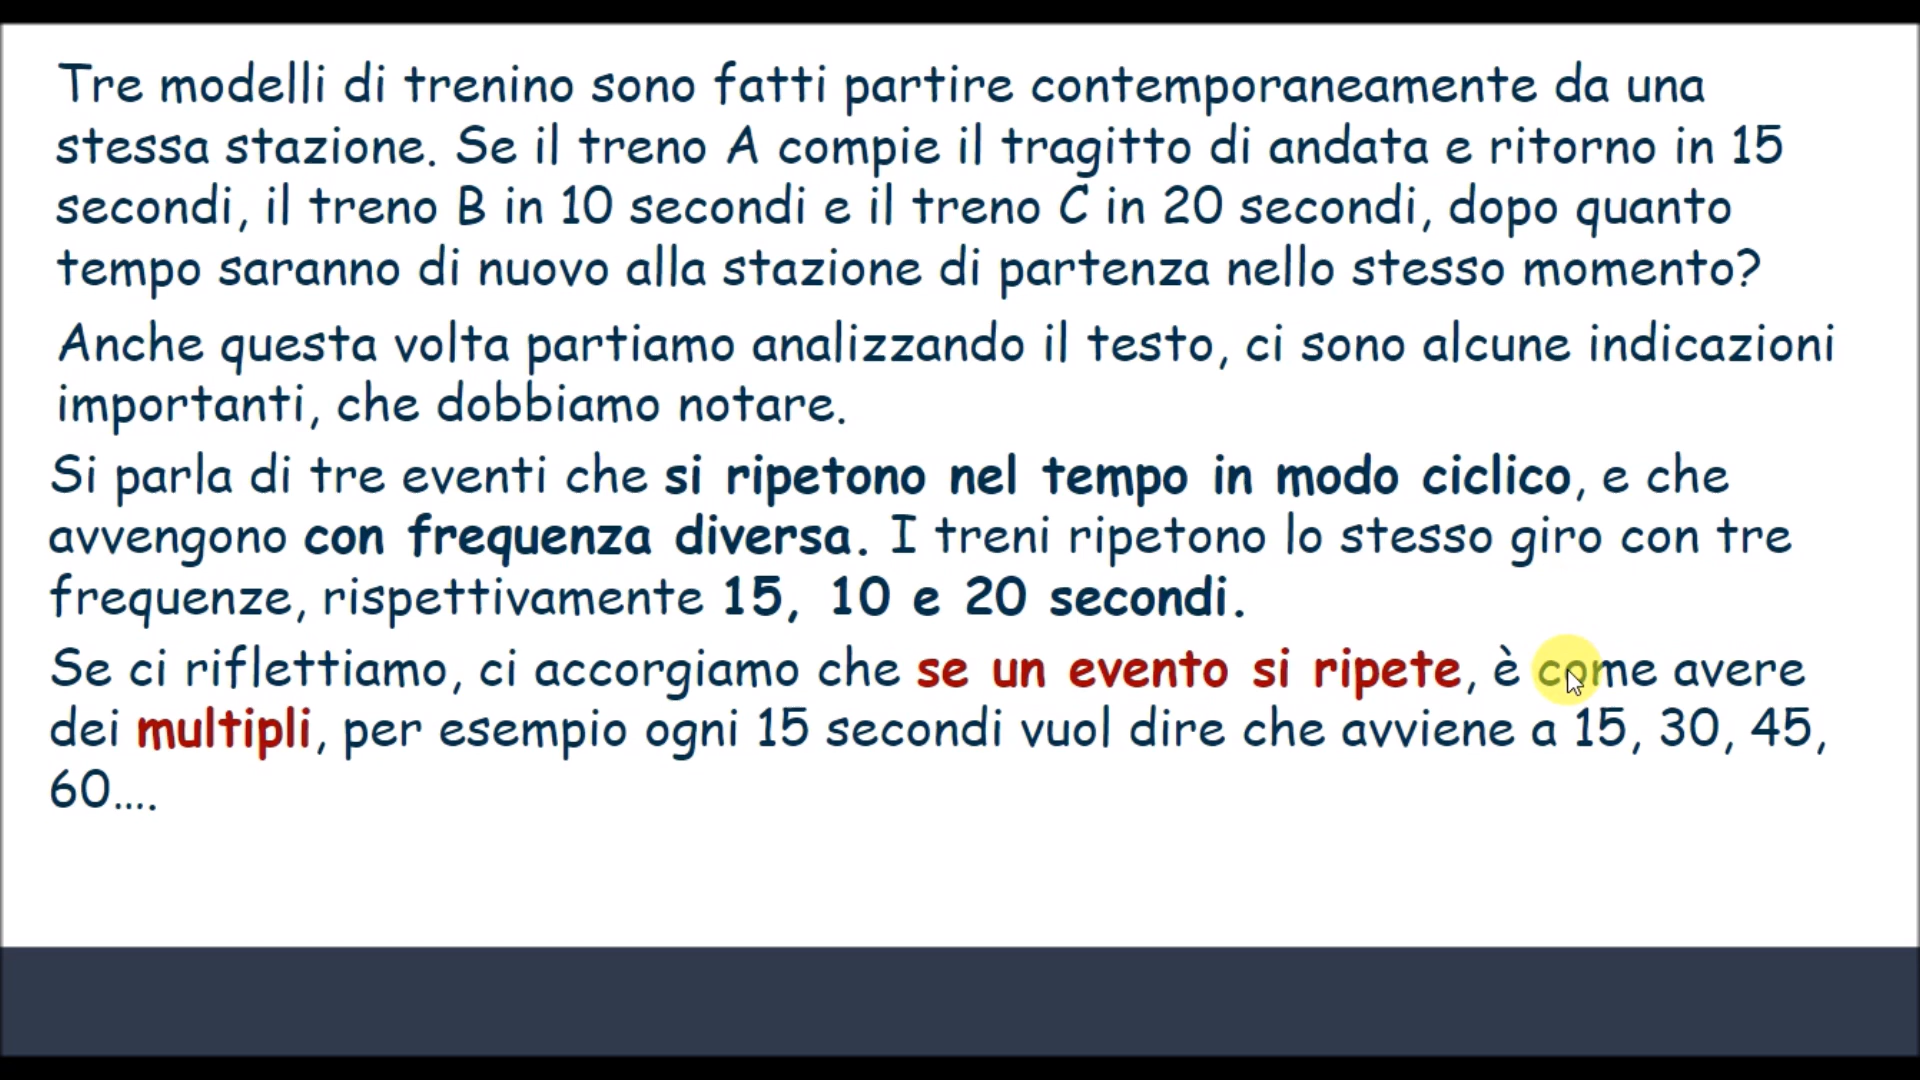 Tre modelli di trenino sono fatti partire contemporaneamente da una
stessa stazione. Se il treno A compie il tragitto di andata e ritorno in 15
secondi, il treno B in 10 secondi e il treno C in 20 secondi, dopo quanto
tempo saranno di nuovo alla stazione di partenza nello stesso momento?
Anche questa volta partiamo analizzando il testo, ci sono alcune indicazioni
importanti, che dobbiamo notare.
Si parla di tre eventi che si ripetono nel tempo in modo ciclico, e che
avvengono con frequenza diversa. I treni ripetono lo stesso giro con tre
frequenze, rispettivamente 15, 10 e 20 secondi.
Se ci riflettiamo, ci accorgiamo che se un evento si ripete, è come avere
dei multipli, per esempio ogni 15 secondi vuol dire che avviene a 15, 30, 45,
60....